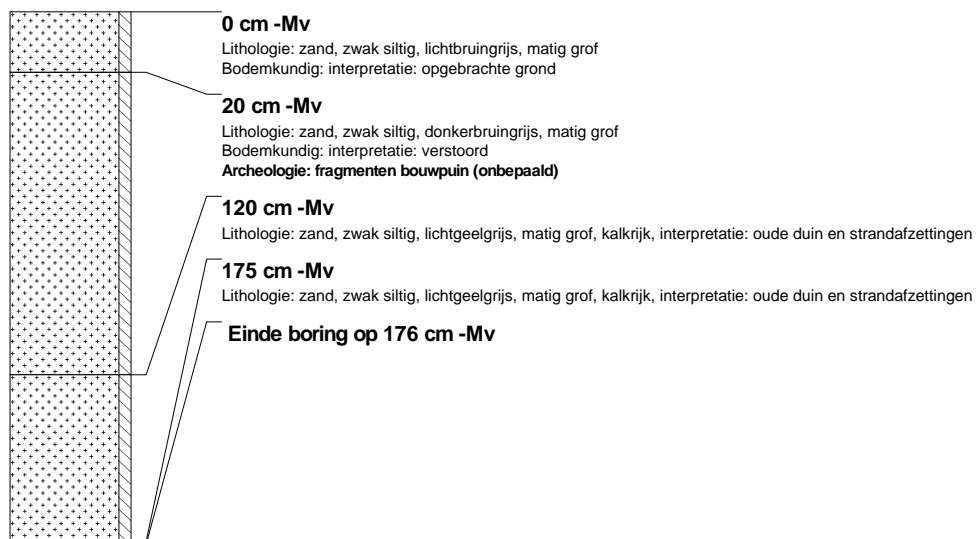 0 cm -Mv
Lithologie: zand, zwak siltig, lichtbruingrijs, matig grof
Bodemkundig: interpretatie: opgebrachte grond
20 cm -Mv
Lithologie: zand, zwak siltig, donkerbruingrijs, matig grof
Bodemkundig: interpretatie: verstoord
Archeologie: fragmenten bouwpuin (onbepaald)
120 cm -Mv
Lithologie: zand, zwak siltig, lichtgeelgrijs, matig grof, kalkrijk, interpretatie: oude duin en strandafzettingen
175 cm -Mv
Lithologie: zand, zwak siltig, lichtgeelgrijs, matig grof, kalkrijk, interpretatie: oude duin en strandafzettingen
Einde boring op 176 cm -Mv